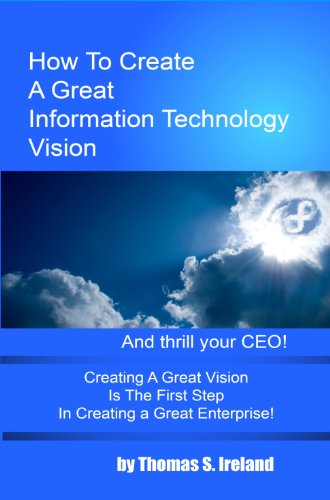 How To Create
A Great
Information Technology
Vision
And thrill your CEO!
Creating A Great Vision
Is The First Step
In Creating a Great Enterprise!
by Thomas S. Ireland